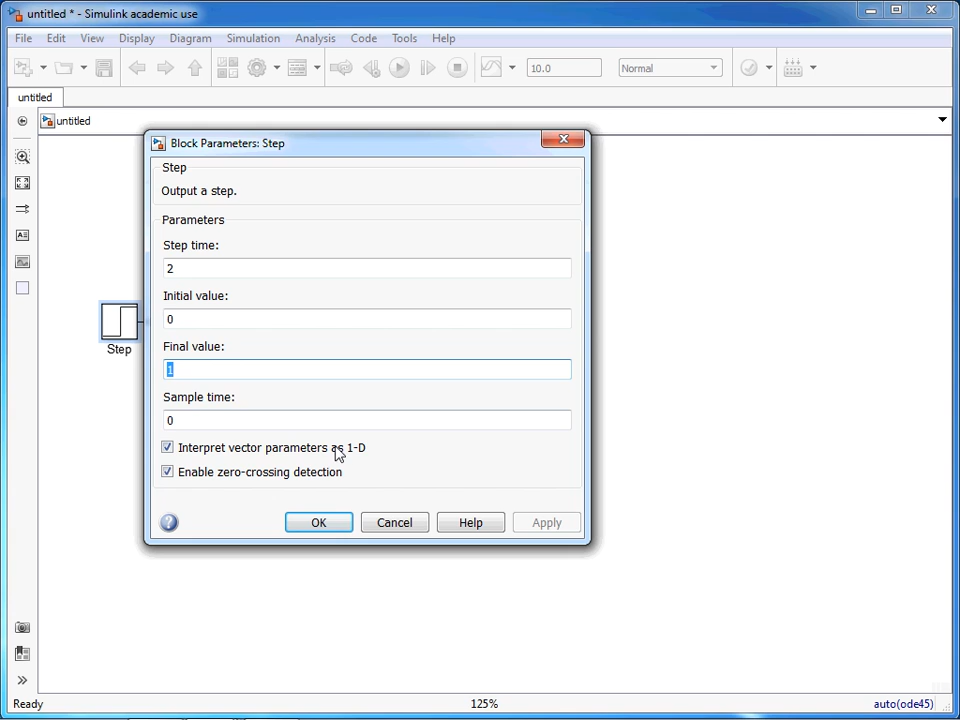 untitled * - Simulink academic use
File Edit View Display Diagram Simulation Analysis Code Tools Help
10.0 Normal
untitled
untitled
Block Parameters: Step
Step
Output a step.
Parameters
Step time:
2
Initial value:
0
Final value:
1
Sample time:
0
Interpret vector parameters as 1-D
Enable zero-crossing detection
OK Cancel Help Apply
Step
Ready 125% auto(ode45)